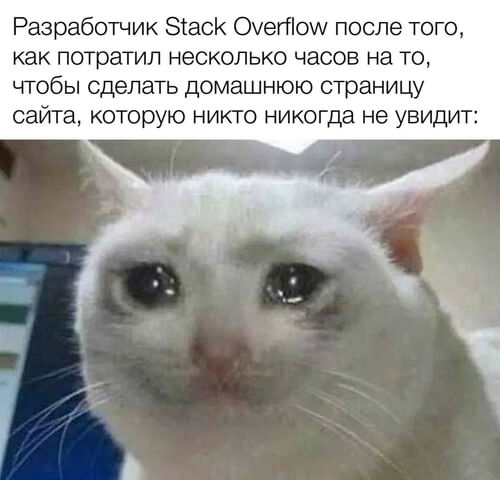 Разработчик Stack Overflow после того,
как потратил несколько часов на то,
чтобы сделать домашнюю страницу
сайта, которую никто никогда не увидит: